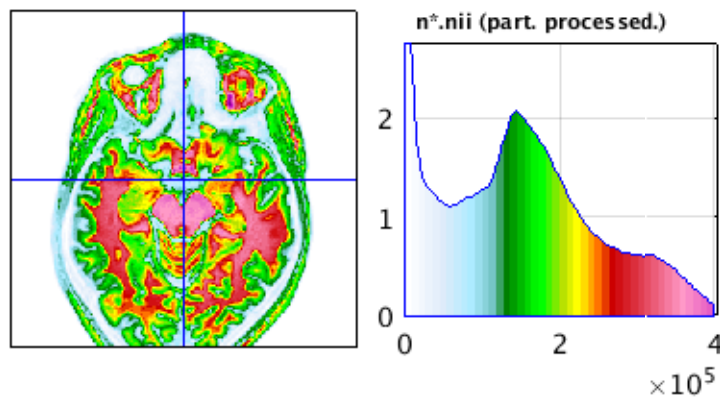 n*.nii (part. processed.)
2
1
0
0 2 4
×10⁵